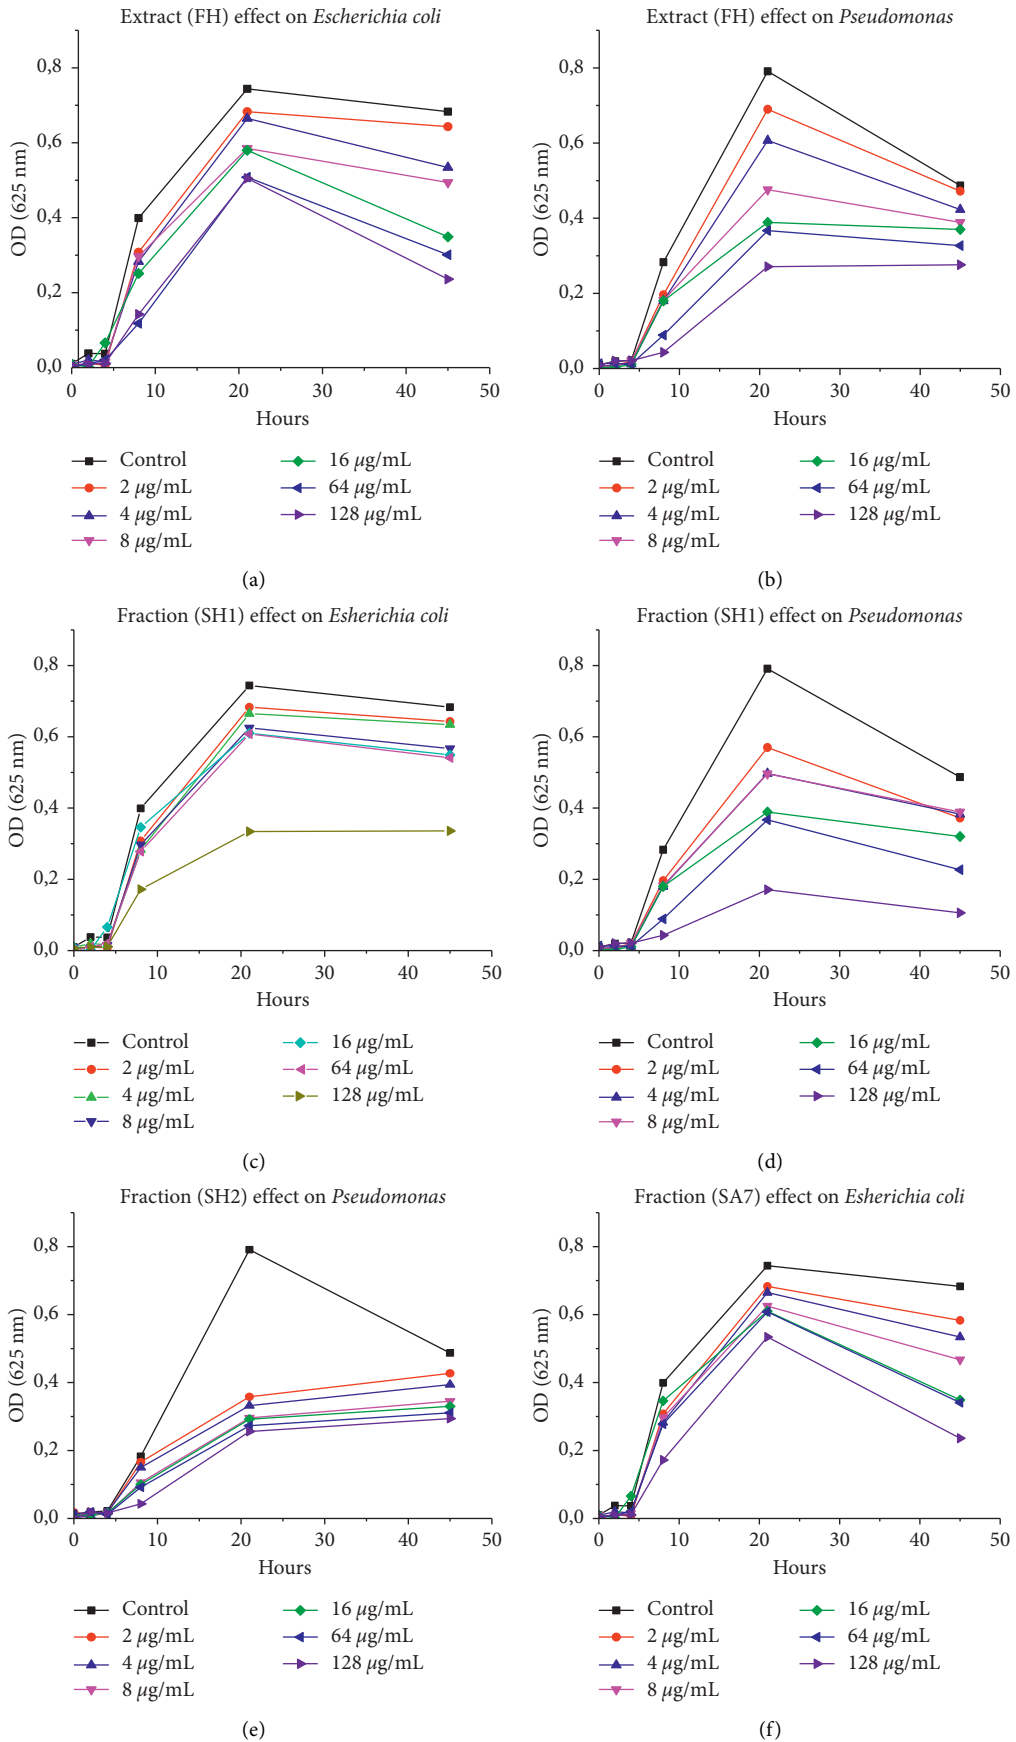 Extract (FH) effect on Escherichia coli
0,8
0,6
0,4
0,2
0,0
OD (625 nm)
0 10 20 30 40 50
Hours
Control
2 µg/mL
4 µg/mL
8 µg/mL
16 µg/mL
64 µg/mL
128 µg/mL
(a)
Extract (FH) effect on Pseudomonas
0,8
0,6
0,4
0,2
0,0
OD (625 nm)
0 10 20 30 40 50
Hours
Control
2 µg/mL
4 µg/mL
8 µg/mL
16 µg/mL
64 µg/mL
128 µg/mL
(b)
Fraction (SH1) effect on Esherichia coli
0,8
0,6
0,4
0,2
0,0
OD (625 nm)
0 10 20 30 40 50
Hours
Control
2 µg/mL
4 µg/mL
8 µg/mL
16 µg/mL
64 µg/mL
128 µg/mL
(c)
Fraction (SH1) effect on Pseudomonas
0,8
0,6
0,4
0,2
0,0
OD (625 nm)
0 10 20 30 40 50
Hours
Control
2 µg/mL
4 µg/mL
8 µg/mL
16 µg/mL
64 µg/mL
128 µg/mL
(d)
Fraction (SH2) effect on Pseudomonas
0,8
0,6
0,4
0,2
0,0
OD (625 nm)
0 10 20 30 40 50
Hours
Control
2 µg/mL
4 µg/mL
8 µg/mL
16 µg/mL
64 µg/mL
128 µg/mL
(e)
Fraction (SA7) effect on Esherichia coli
0,8
0,6
0,4
0,2
0,0
OD (625 nm)
0 10 20 30 40 50
Hours
Control
2 µg/mL
4 µg/mL
8 µg/mL
16 µg/mL
64 µg/mL
128 µg/mL
(f)